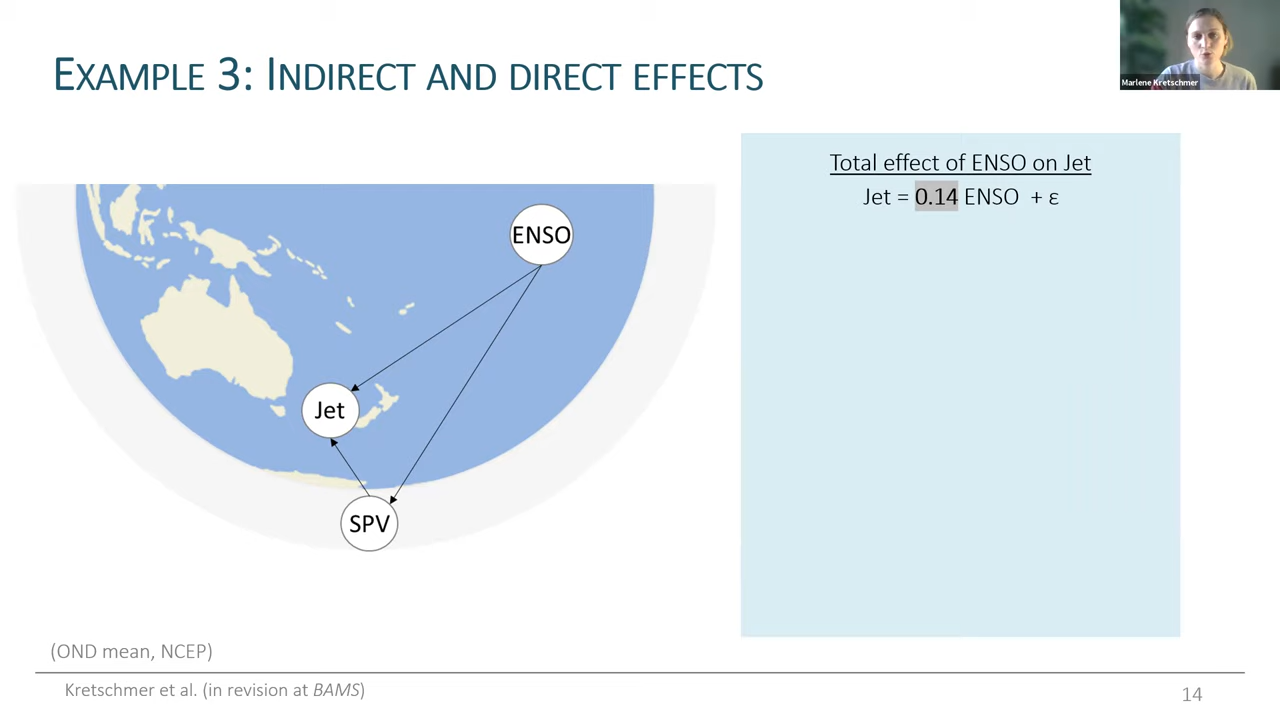 EXAMPLE 3: INDIRECT AND DIRECT EFFECTS
Marlene Kretschmer
Total effect of ENSO on Jet
Jet = 0.14 ENSO + ε
ENSO
Jet
SPV
(OND mean, NCEP)
Kretschmer et al. (in revision at BAMS)
14